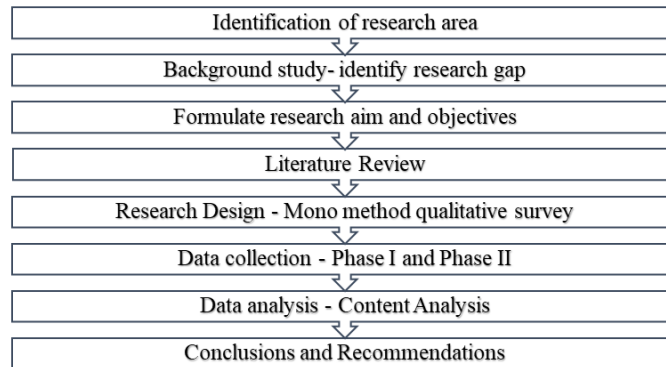 Identification of research area
Background study- identify research gap
Formulate research aim and objectives
Literature Review
Research Design - Mono method qualitative survey
Data collection - Phase I and Phase II
Data analysis - Content Analysis
Conclusions and Recommendations